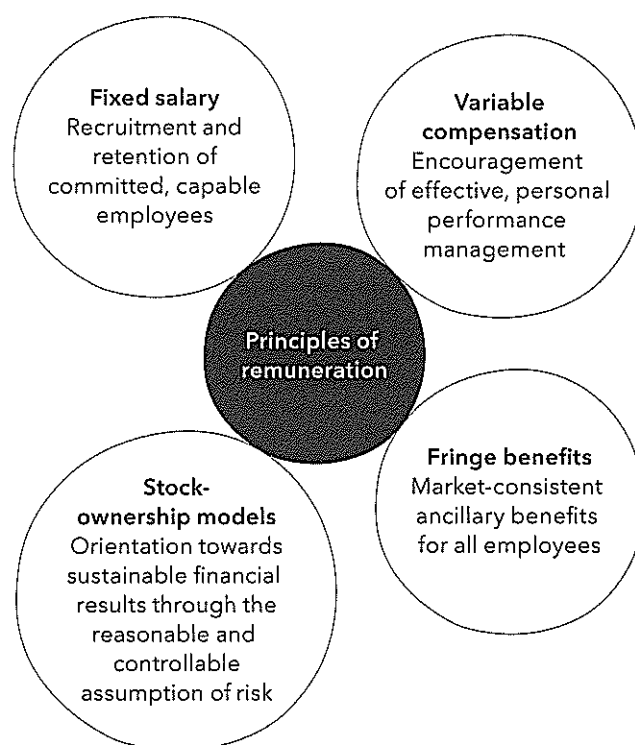 Fixed salary
Recruitment and
retention of
committed, capable
employees
Variable
compensation
Encouragement
of effective, personal
performance
management
Principles of
remuneration
Stock-
ownership models
Orientation towards
sustainable financial
results through the
reasonable and
controllable
assumption of risk
Fringe benefits
Market-consistent
ancillary benefits
for all employees